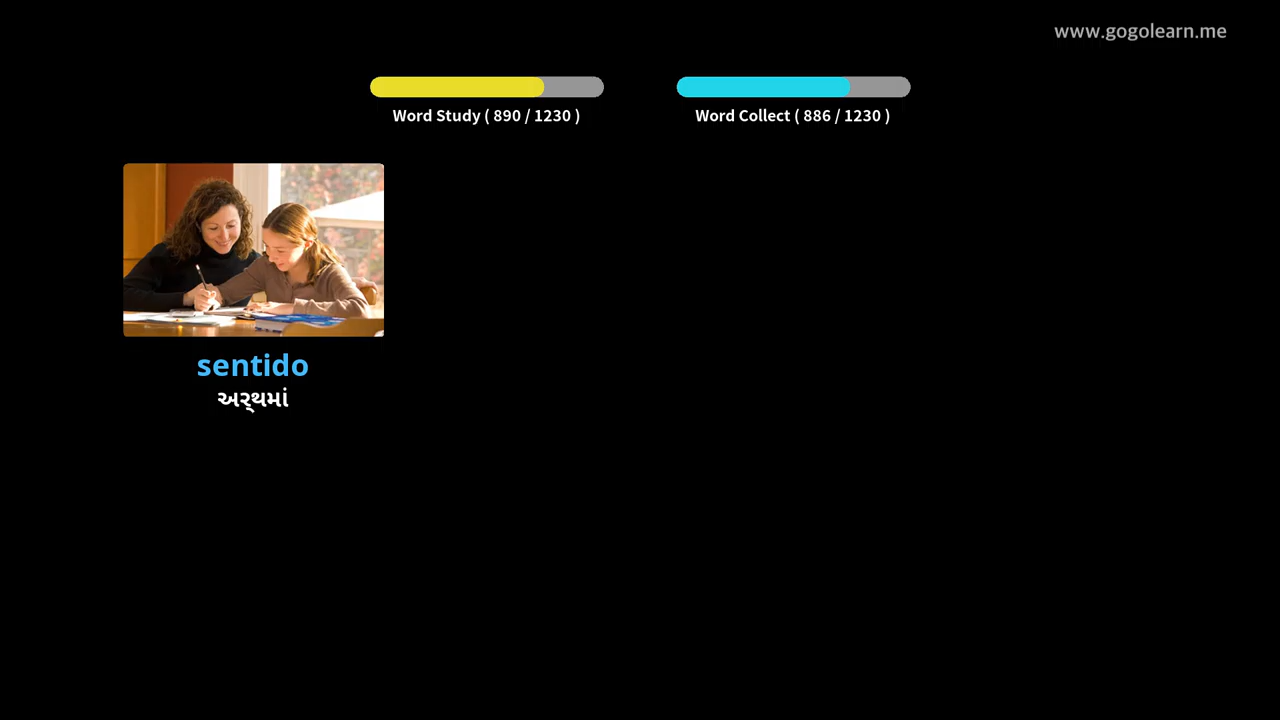 www.gogolearn.me
Word Study ( 890 / 1230 )
Word Collect ( 886 / 1230 )
sentido
અર્થમાં